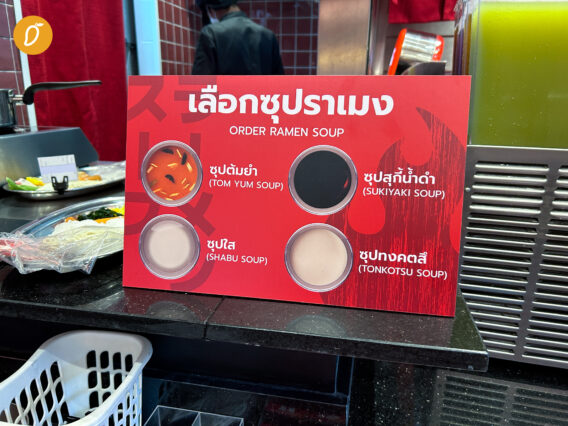 เลือกซุปราเมง
ORDER RAMEN SOUP
ซุปต้มยำ
(TOM YUM SOUP)
ซุปสุกี้น้ำดำ
(SUKIYAKI SOUP)
ซุปใส
(SHABU SOUP)
ซุปทงคตสึ
(TONKOTSU SOUP)